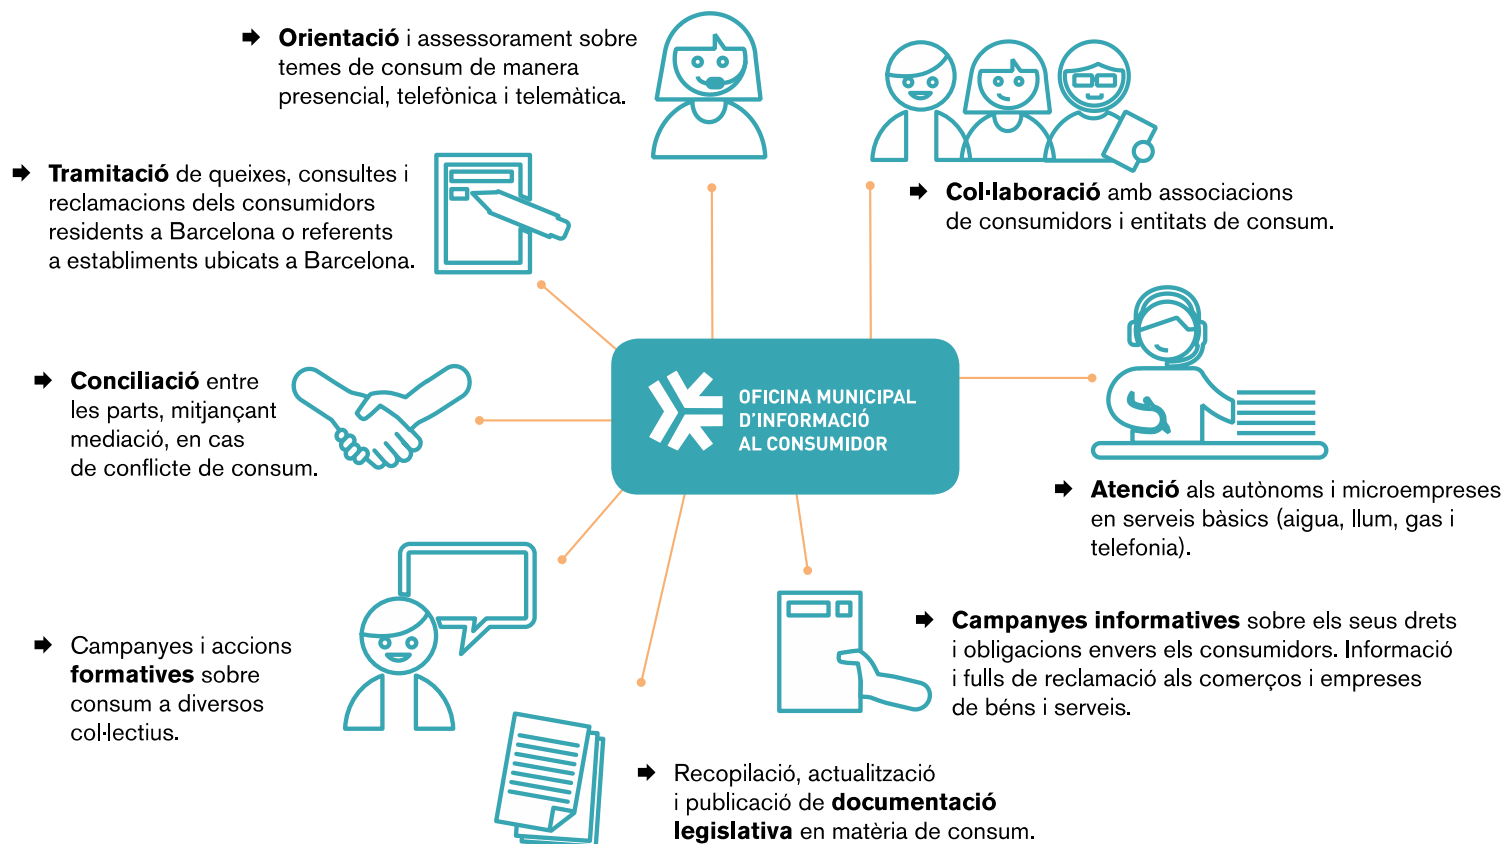 Orientació i assessorament sobre
temes de consum de manera
presencial, telefònica i telemàtica.
Col·laboració amb associacions
de consumidors i entitats de consum.
Tramitació de queixes, consultes i
reclamacions dels consumidors
residents a Barcelona o referents
a establiments ubicats a Barcelona.
Conciliació entre
les parts, mitjançant
mediació, en cas
de conflicte de consum.
OFICINA MUNICIPAL
D'INFORMACIÓ
AL CONSUMIDOR
Atenció als autònoms i microempreses
en serveis bàsics (aigua, llum, gas i
telefonia).
Campanyes i accions
formatives sobre
consum a diversos
col·lectius.
Campanyes informatives sobre els seus drets
i obligacions envers els consumidors. Informació
i fulls de reclamació als comerços i empreses
de béns i serveis.
Recopilació, actualització
i publicació de documentació
legislativa en matèria de consum.